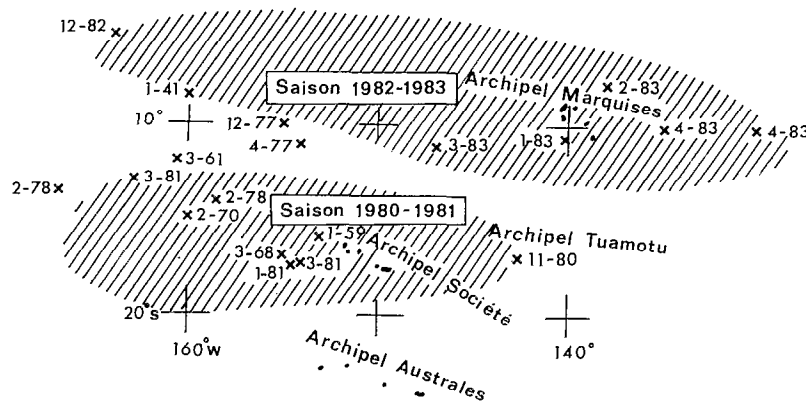 12-82
1-41
Saison 1982-1983
Archipel Marquises
2-83
10°
12-77
4-77
3-83
1-83
4-83
4-83
3-61
3-81
2-78
2-78
2-70
Saison 1980-1981
1-59
Archipel Tuamotu
3-68
1-81
3-81
Archipel Société
11-80
20°s
160°w
140°
Archipel Australes